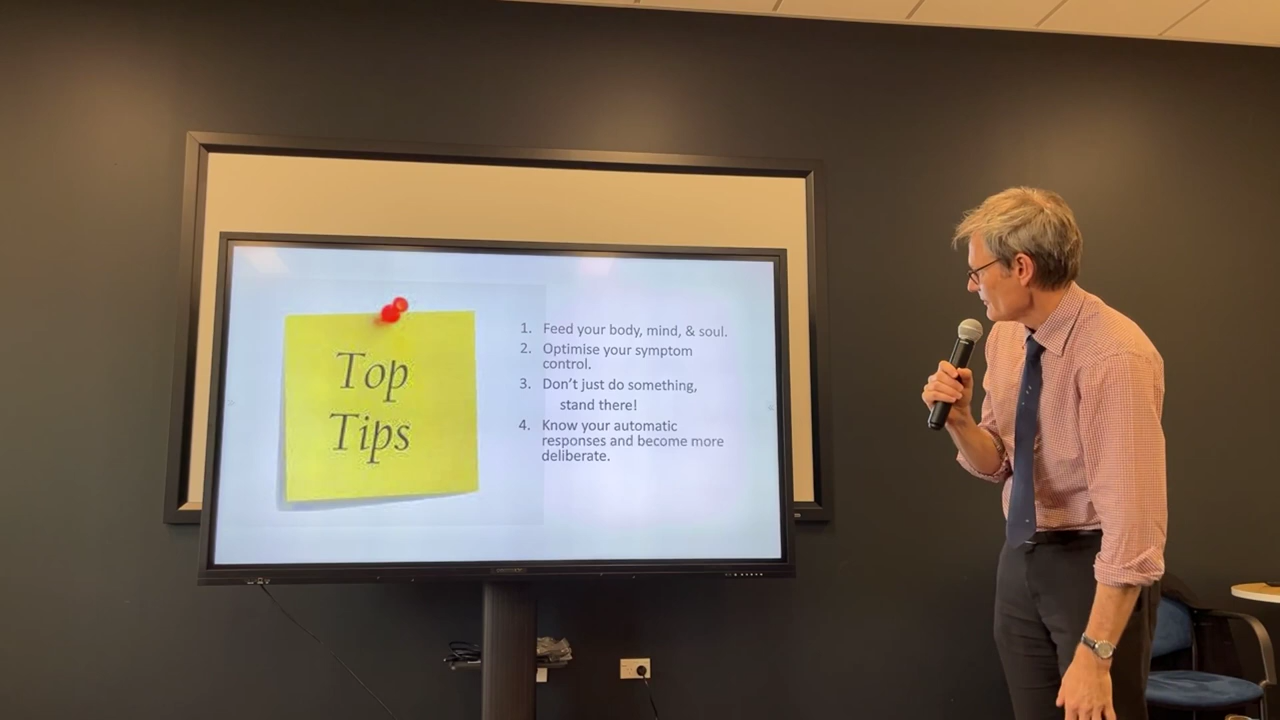 Top
Tips
1. Feed your body, mind, & soul.
2. Optimise your symptom
control.
3. Don't just do something,
stand there!
4. Know your automatic
responses and become more
deliberate.